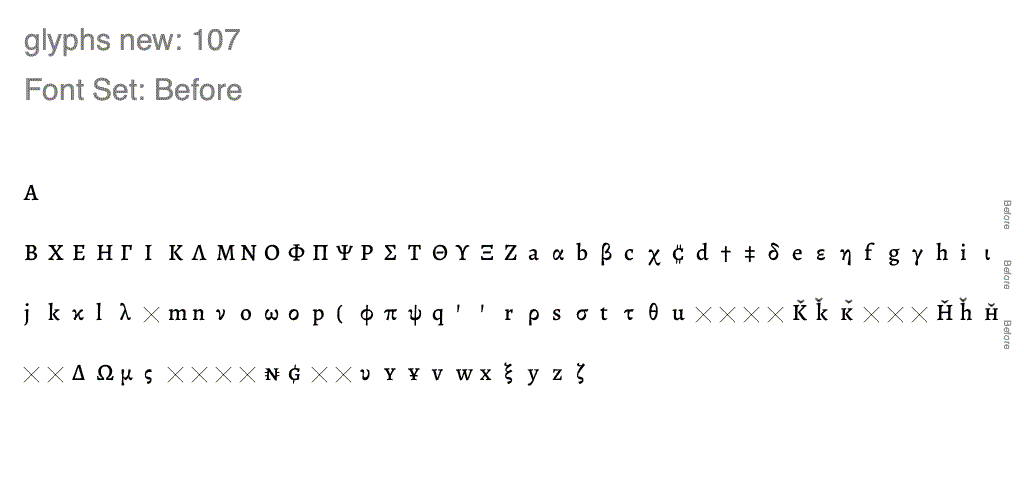 glyphs new: 107
Font Set: Before
Α
Before
Β Χ Ε Η Γ Ι Κ Λ Μ Ν Ο Φ Π Ψ Ρ Σ Τ Θ Υ Ξ Ζ a α b β c χ ₵ d † ‡ δ e ε η f g γ h i ι
Before
j k κ l λ m n ν o ω ο p ( ϕ π ψ q ' ' r ρ s σ t τ θ u Ǩ ǩ ᴋ̌ Ȟ ȟ ʜ̌
Before
Δ Ω μ ς ₦ ₲ υ ʏ ¥ v w x ξ y z ζ